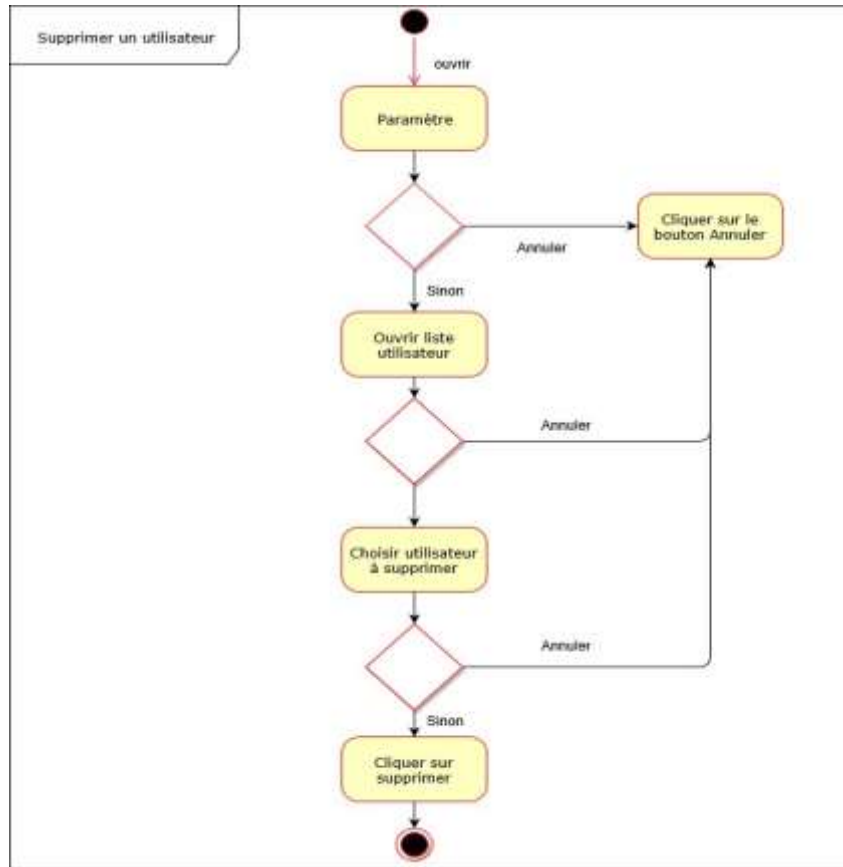 Supprimer un utilisateur
ouvrir
Paramètre
Cliquer sur le
bouton Annuler
Annuler
Sinon
Ouvrir liste
utilisateur
Annuler
Choisir utilisateur
à supprimer
Annuler
Sinon
Cliquer sur
supprimer